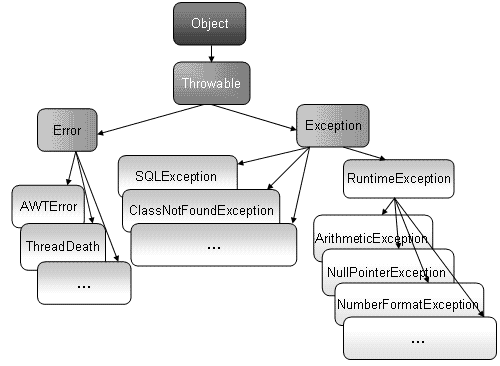 Object
Throwable
Error
Exception
SQLException
RuntimeException
AWTError
ClassNotFoundException
ThreadDeath
...
ArithmeticException
...
NullPointerException
NumberFormatException
...